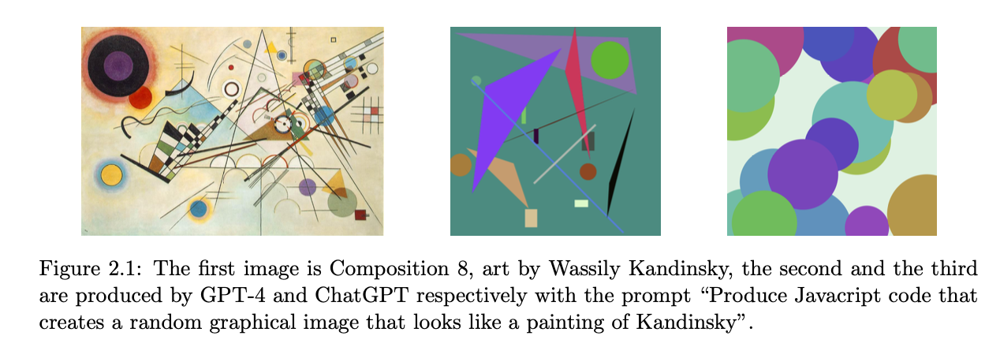 Figure 2.1: The first image is Composition 8, art by Wassily Kandinsky, the second and the third
are produced by GPT-4 and ChatGPT respectively with the prompt “Produce Javacript code that
creates a random graphical image that looks like a painting of Kandinsky”.